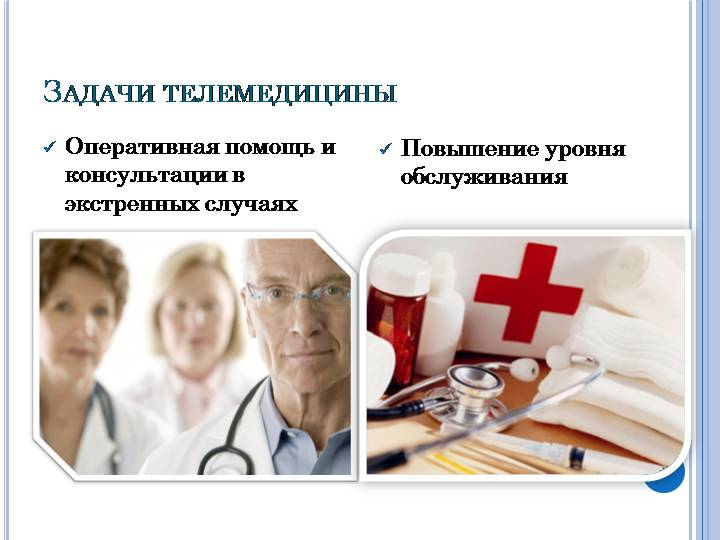 Задачи телемедицины
Оперативная помощь и
консультации в
экстренных случаях
Повышение уровня
обслуживания